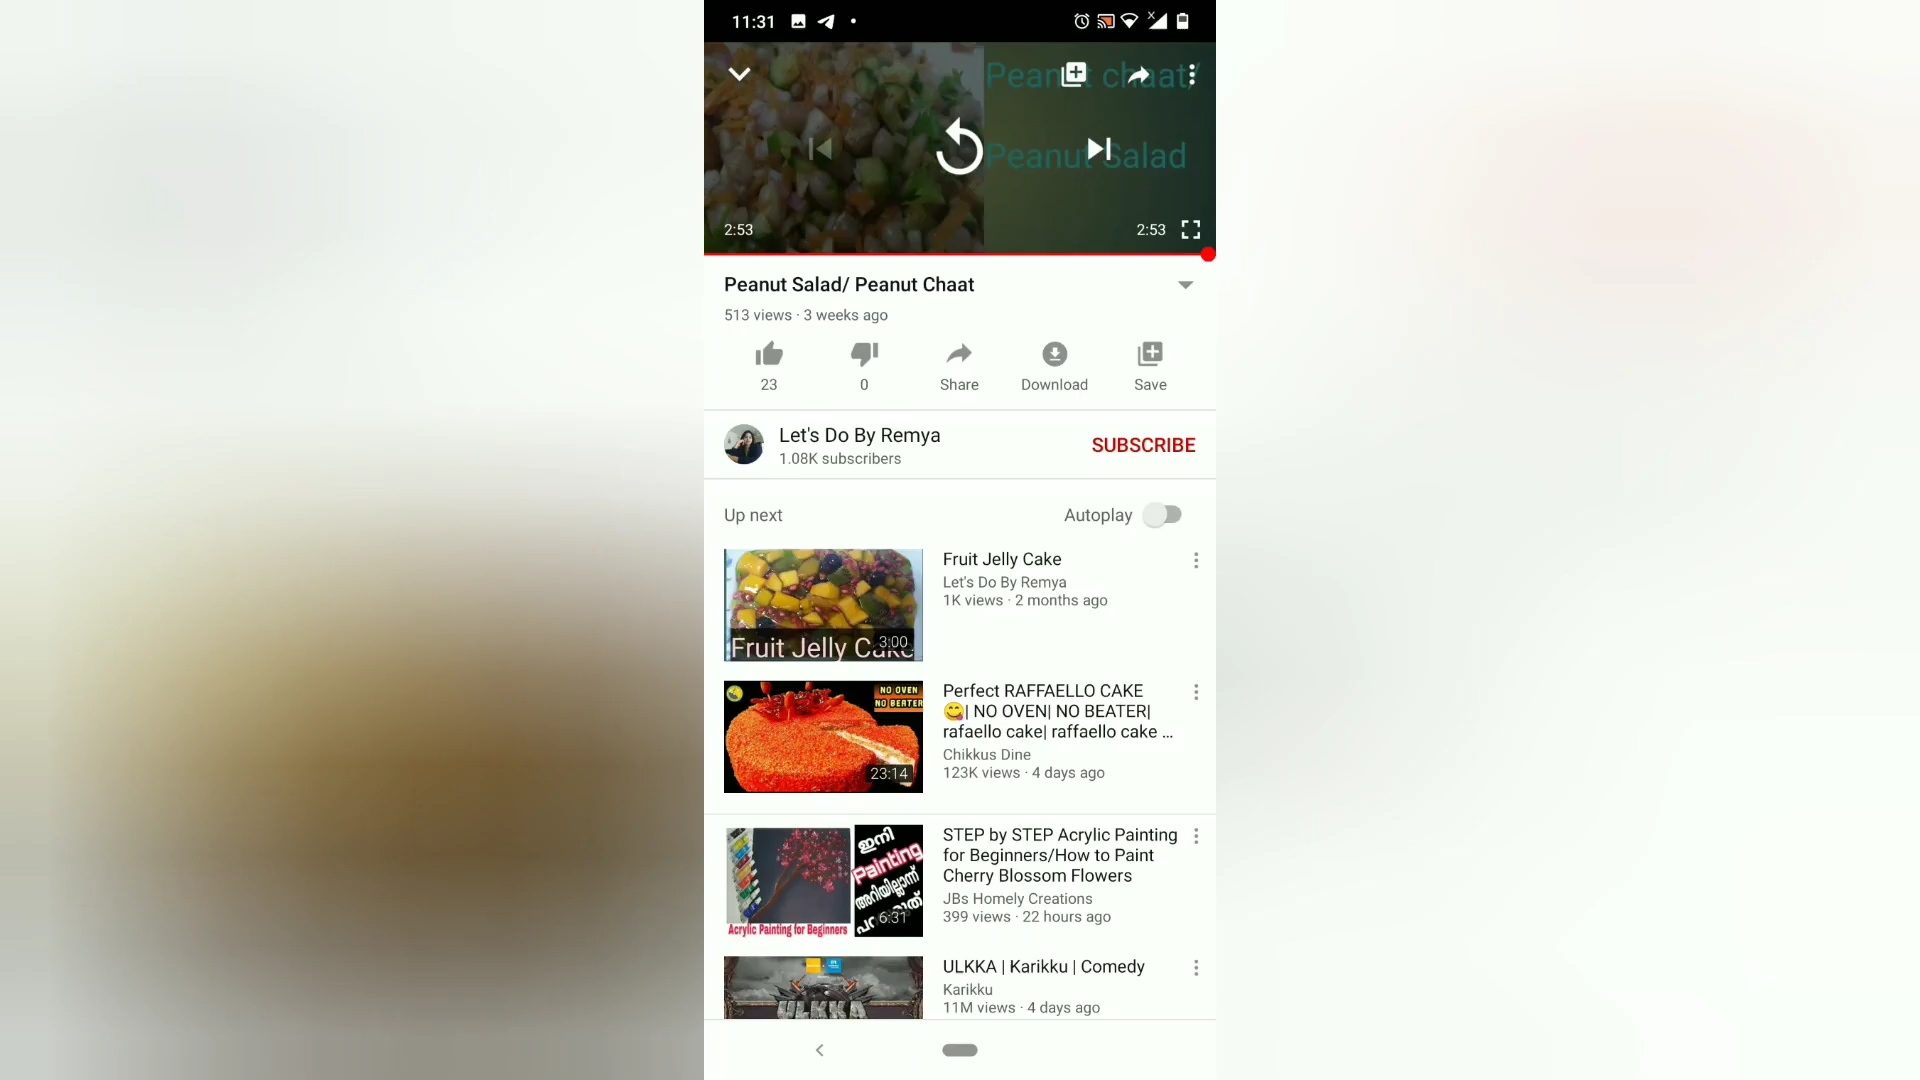 11:31
Peanut chaat/
Peanut Salad
2:53
2:53
Peanut Salad/ Peanut Chaat
513 views · 3 weeks ago
23
0
Share
Download
Save
Let's Do By Remya
1.08K subscribers
SUBSCRIBE
Up next
Autoplay
Fruit Jelly Cake
3:00
Fruit Jelly Cake
Let's Do By Remya
1K views · 2 months ago
NO OVEN
NO BEATER
23:14
Perfect RAFFAELLO CAKE
😋| NO OVEN| NO BEATER|
rafaello cake| raffaello cake ...
Chikkus Dine
123K views · 4 days ago
ഇനി
Painting
അറിയില്ലാന്ന്
6:31
Acrylic Painting for Beginners
STEP by STEP Acrylic Painting
for Beginners/How to Paint
Cherry Blossom Flowers
JBs Homely Creations
399 views · 22 hours ago
ULKKA
ULKKA | Karikku | Comedy
Karikku
11M views · 4 days ago